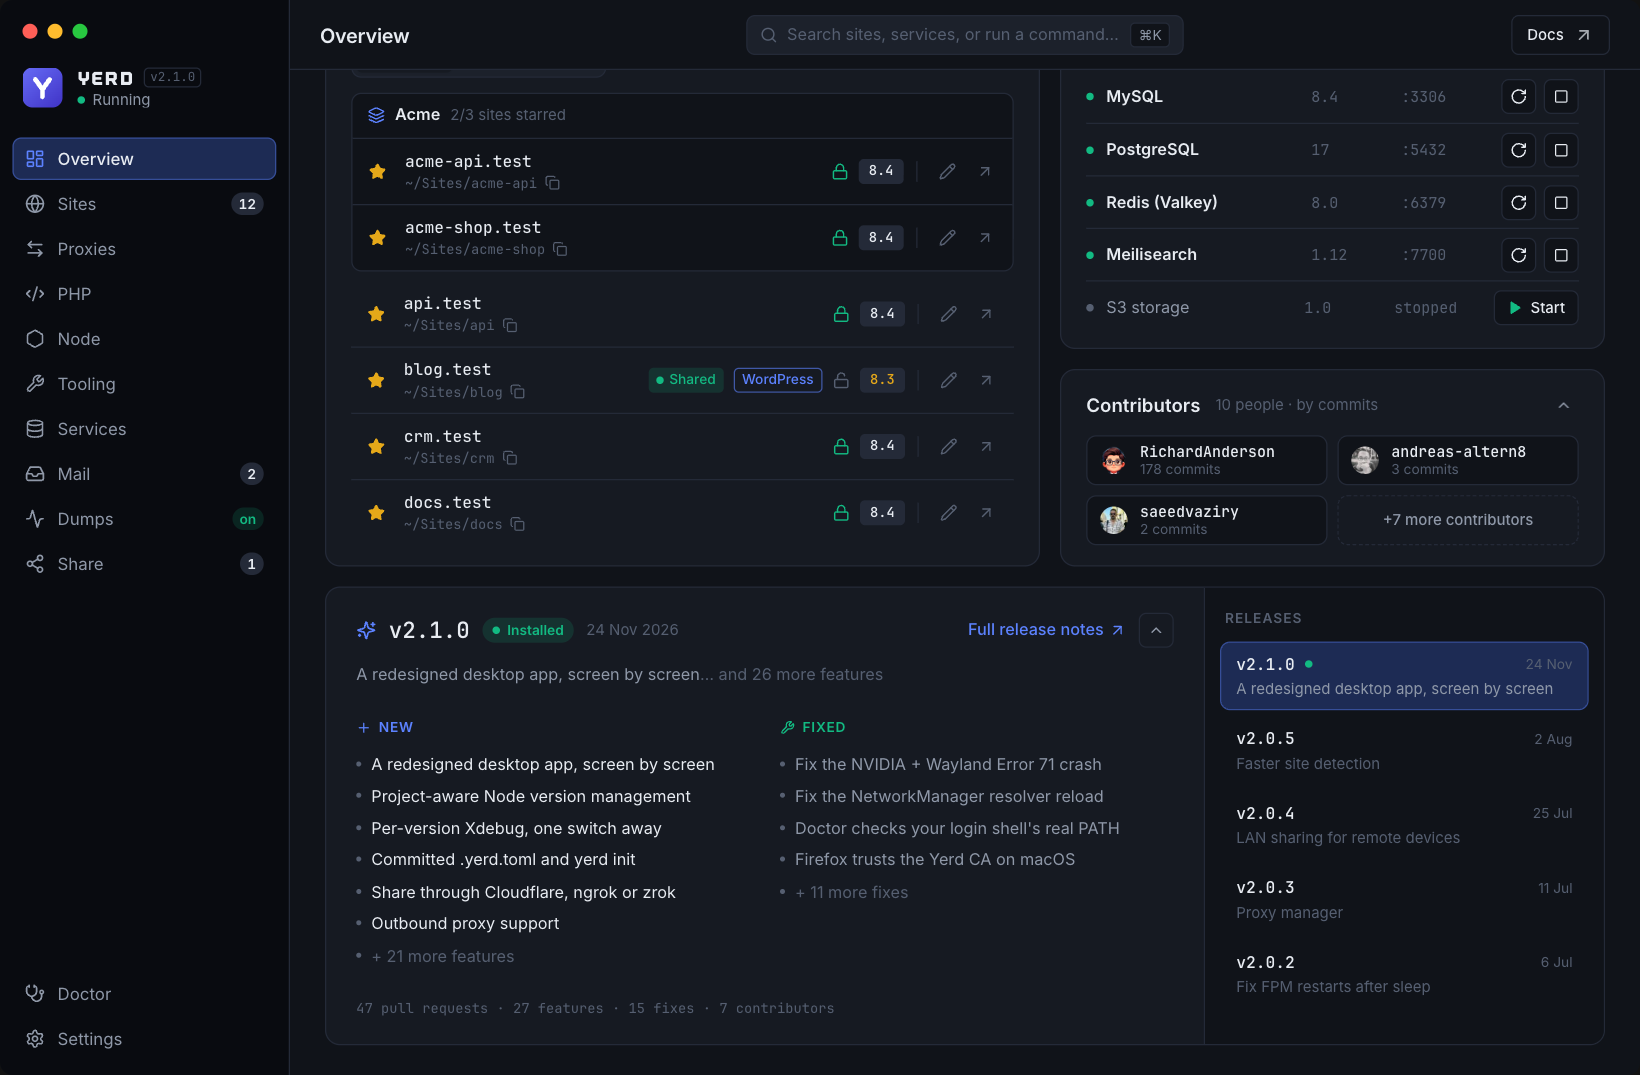 YERD v2.1.0
Running
Overview
Sites 12
Proxies
PHP
Node
Tooling
Services
Mail 2
Dumps on
Share 1
Doctor
Settings
Overview
Search sites, services, or run a command... ⌘K
Docs
Acme 2/3 sites starred
acme-api.test
~/Sites/acme-api
8.4
acme-shop.test
~/Sites/acme-shop
8.4
api.test
~/Sites/api
8.4
blog.test
~/Sites/blog
Shared WordPress 8.3
crm.test
~/Sites/crm
8.4
docs.test
~/Sites/docs
8.4
MySQL 8.4 :3306
PostgreSQL 17 :5432
Redis (Valkey) 8.0 :6379
Meilisearch 1.12 :7700
S3 storage 1.0 stopped Start
Contributors 10 people · by commits
RichardAnderson
178 commits
andreas-altern8
3 commits
saeedvaziry
2 commits
+7 more contributors
v2.1.0 Installed 24 Nov 2026
Full release notes
A redesigned desktop app, screen by screen... and 26 more features
+ NEW
• A redesigned desktop app, screen by screen
• Project-aware Node version management
• Per-version Xdebug, one switch away
• Committed .yerd.toml and yerd init
• Share through Cloudflare, ngrok or zrok
• Outbound proxy support
• + 21 more features
FIXED
• Fix the NVIDIA + Wayland Error 71 crash
• Fix the NetworkManager resolver reload
• Doctor checks your login shell's real PATH
• Firefox trusts the Yerd CA on macOS
• + 11 more fixes
47 pull requests · 27 features · 15 fixes · 7 contributors
RELEASES
v2.1.0 24 Nov
A redesigned desktop app, screen by screen
v2.0.5 2 Aug
Faster site detection
v2.0.4 25 Jul
LAN sharing for remote devices
v2.0.3 11 Jul
Proxy manager
v2.0.2 6 Jul
Fix FPM restarts after sleep